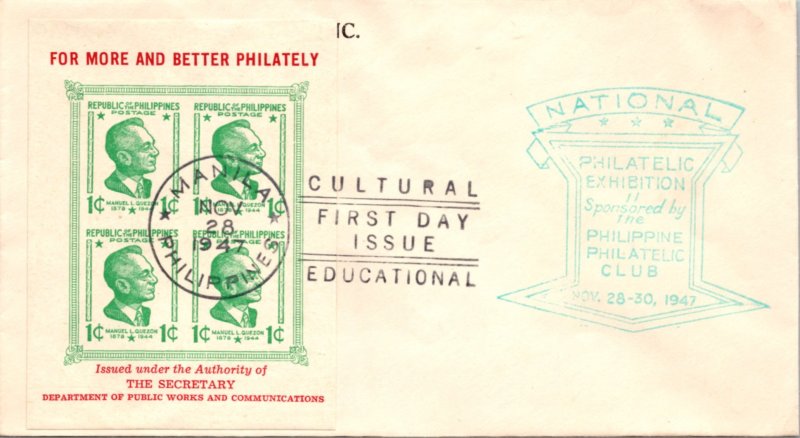 FOR MORE AND BETTER PHILATELY
IC.
REPUBLIC OF THE PHILIPPINES
POSTAGE
1¢ MANUEL L. QUEZON 1¢
1878 1944
REPUBLIC OF THE PHILIPPINES
POSTAGE
1¢ MANUEL L. QUEZON 1¢
1878 1944
REPUBLIC OF THE PHILIPPINES
POSTAGE
1¢ MANUEL L. QUEZON 1¢
1878 1944
REPUBLIC OF THE PHILIPPINES
POSTAGE
1¢ MANUEL L. QUEZON 1¢
1878 1944
Issued under the Authority of
THE SECRETARY
DEPARTMENT OF PUBLIC WORKS AND COMMUNICATIONS
MANILA
NOV
28
1947
PHILIPPINES
CULTURAL
FIRST DAY
ISSUE
EDUCATIONAL
NATIONAL
PHILATELIC
EXHIBITION
Sponsored by
the
PHILIPPINE
PHILATELIC
CLUB
NOV. 28-30, 1947